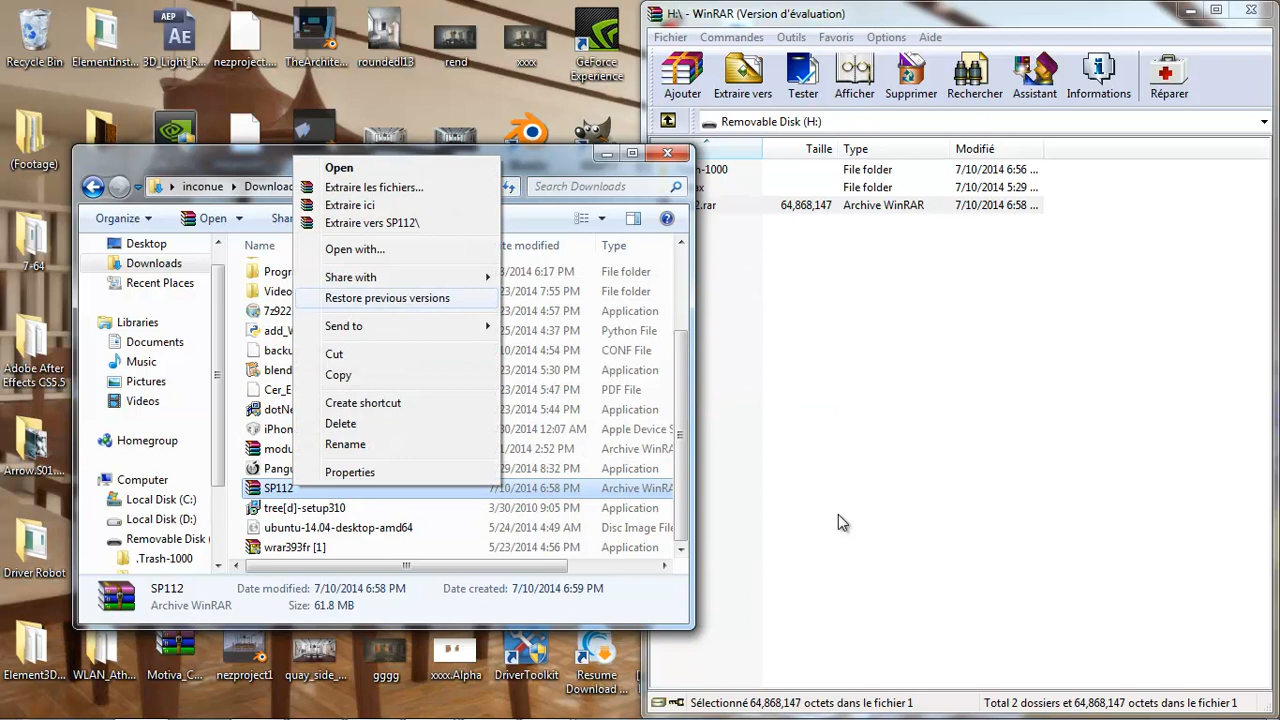 Recycle Bin
ElementInst...
3D_Light_R...
nezproject...
TheArchite...
rounded13
rend
xxxx
GeForce Experience
AEP
Ae
(Footage)
7-64
Adobe After Effects CS5.5
Arrow.S01....
Driver Robot
Element3D...
WLAN_Ath...
Motiva_C...
nezproject1
quay_side_...
gggg
xxxx.Alpha
DriverToolkit
Resume Download ...
H:\ - WinRAR (Version d'évaluation)
Fichier Commandes Outils Favoris Options Aide
Ajouter Extraire vers Tester Afficher Supprimer Rechercher Assistant Informations Réparer
Removable Disk (H:)
Taille Type Modifié
h-1000 File folder 7/10/2014 6:56 ...
ax File folder 7/10/2014 5:29 ...
2.rar 64,868,147 Archive WinRAR 7/10/2014 6:58 ...
Sélectionné 64,868,147 octets dans le fichier 1
Total 2 dossiers et 64,868,147 octets dans le fichier 1
inconue Download
Search Downloads
Organize Open Shar
Desktop
Downloads
Recent Places
Libraries
Documents
Music
Pictures
Videos
Homegroup
Computer
Local Disk (C:)
Local Disk (D:)
Removable Disk
.Trash-1000
Name te modified Type
Progr 3/2014 6:17 PM File folder
Video 23/2014 7:55 PM File folder
7z922 23/2014 4:57 PM Application
add_W 25/2014 4:37 PM Python File
backu 10/2014 4:54 PM CONF File
blend 23/2014 5:30 PM Application
Cer_E 23/2014 5:47 PM PDF File
dotNe 23/2014 5:44 PM Application
iPhon 30/2014 12:07 AM Apple Device S
modu 1/2014 2:52 PM Archive WinRA
Pangu 29/2014 8:32 PM Application
SP112 7/10/2014 6:58 PM Archive WinRA
tree[d]-setup310 3/30/2010 9:05 PM Application
ubuntu-14.04-desktop-amd64 5/24/2014 4:49 AM Disc Image File
wrar393fr [1] 5/23/2014 4:56 PM Application
Open
Extraire les fichiers...
Extraire ici
Extraire vers SP112\
Open with...
Share with
Restore previous versions
Send to
Cut
Copy
Create shortcut
Delete
Rename
Properties
SP112 Date modified: 7/10/2014 6:58 PM Date created: 7/10/2014 6:59 PM
Archive WinRAR Size: 61.8 MB